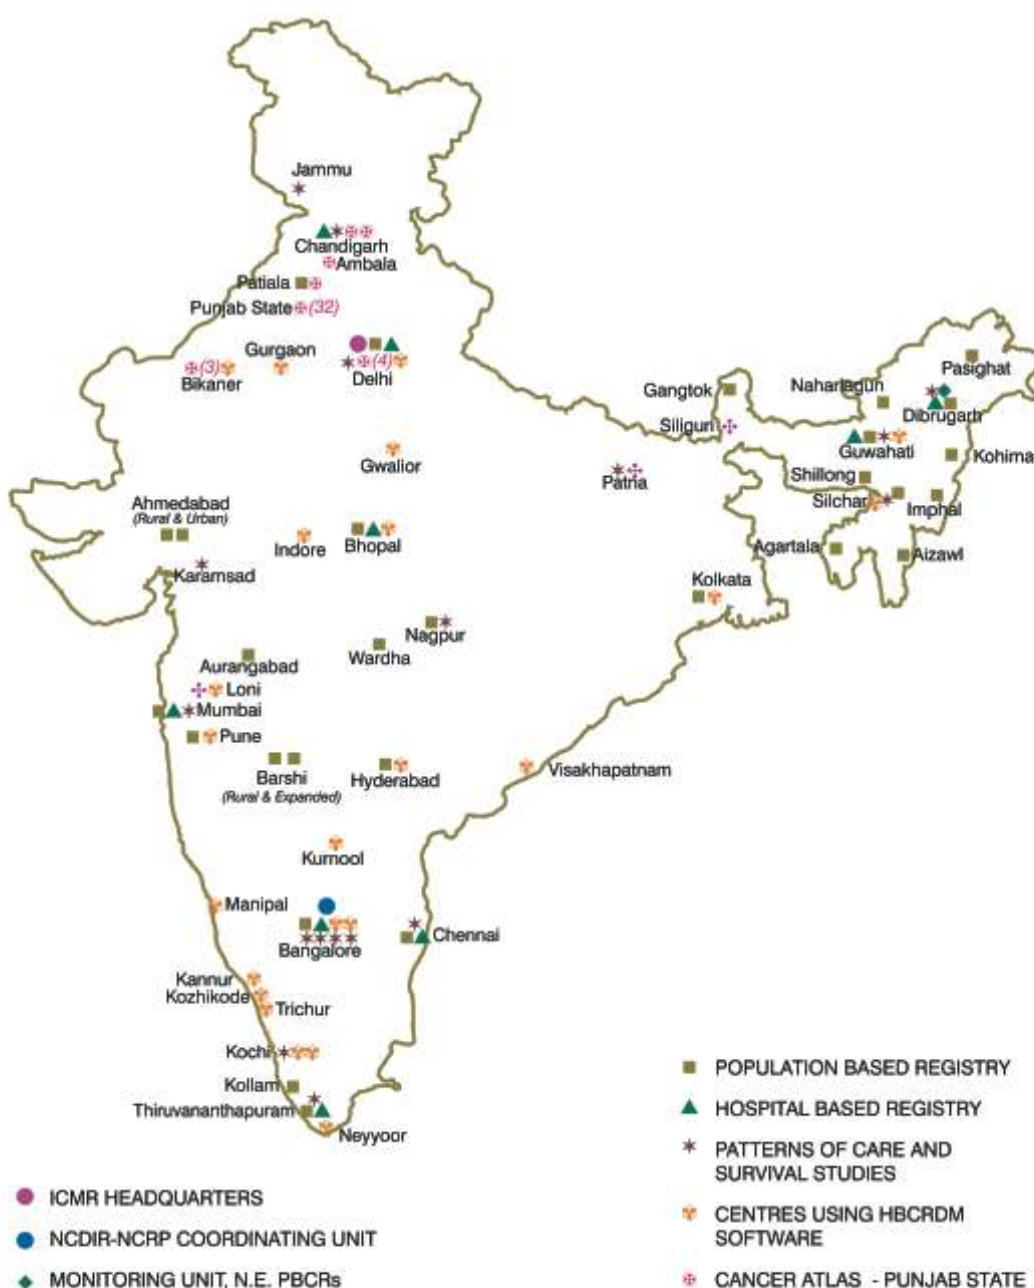 Jammu
Chandigarh
Ambala
Patiala
Punjab State (32)
Gurgaon
(3)
Bikaner
(4)
Delhi
Pasighat
Naharlagun
Gangtok
Dibrugarh
Siliguri
Guwahati
Kohima
Gwalior
Patna
Shillong
Silchar
Imphal
Ahmedabad
(Rural & Urban)
Indore
Bhopal
Agartala
Aizawl
Karamsad
Kolkata
Nagpur
Wardha
Aurangabad
Loni
Mumbai
Pune
Barshi
(Rural & Expanded)
Hyderabad
Visakhapatnam
Kurnool
Manipal
Bangalore
Chennai
Kannur
Kozhikode
Trichur
Kochi
Kollam
Thiruvananthapuram
Neyyoor
POPULATION BASED REGISTRY
HOSPITAL BASED REGISTRY
PATTERNS OF CARE AND
SURVIVAL STUDIES
CENTRES USING HBCRDM
SOFTWARE
CANCER ATLAS - PUNJAB STATE
ICMR HEADQUARTERS
NCDIR-NCRP COORDINATING UNIT
MONITORING UNIT, N.E. PBCRs